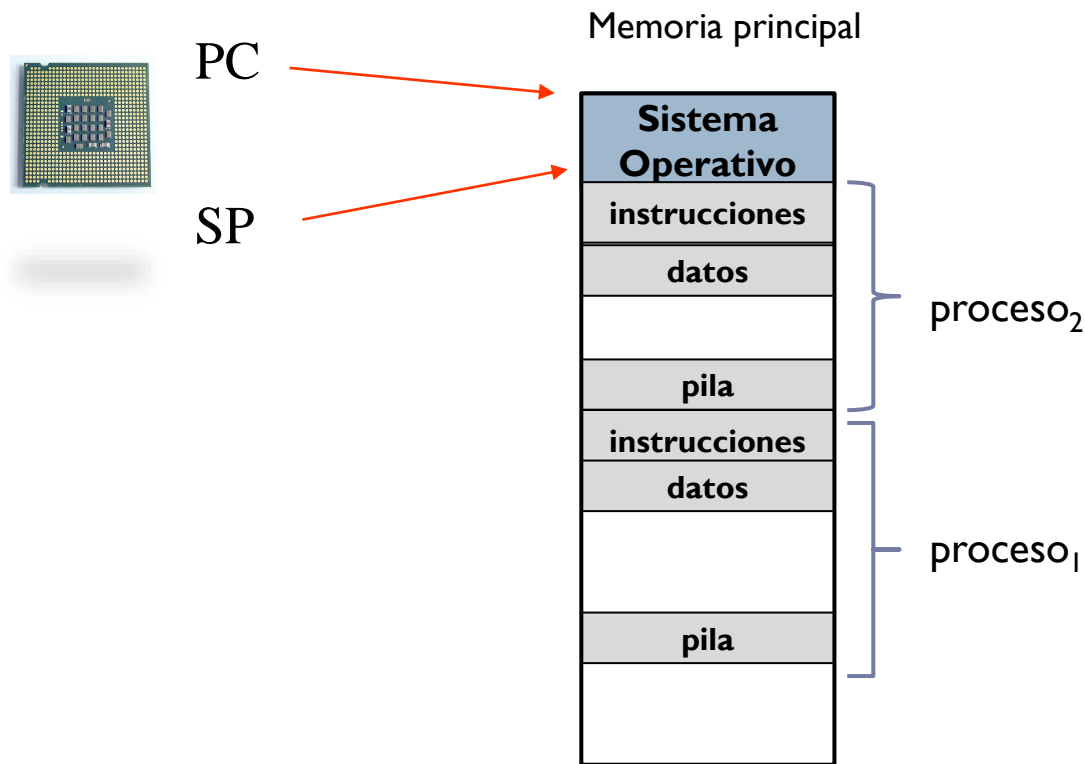 Memoria principal
PC
SP
Sistema
Operativo
instrucciones
datos
pila
proceso₂
instrucciones
datos
pila
proceso₁